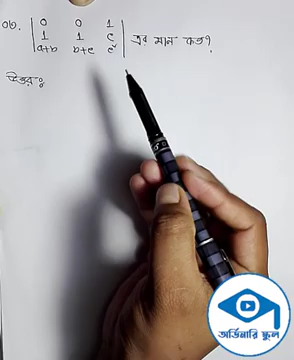 ০৩. | 0 0 1 |
| 1 1 c | এর মান কত?
| a+b b+c c² |
উত্তরঃ
অর্ডিনারি স্কুল